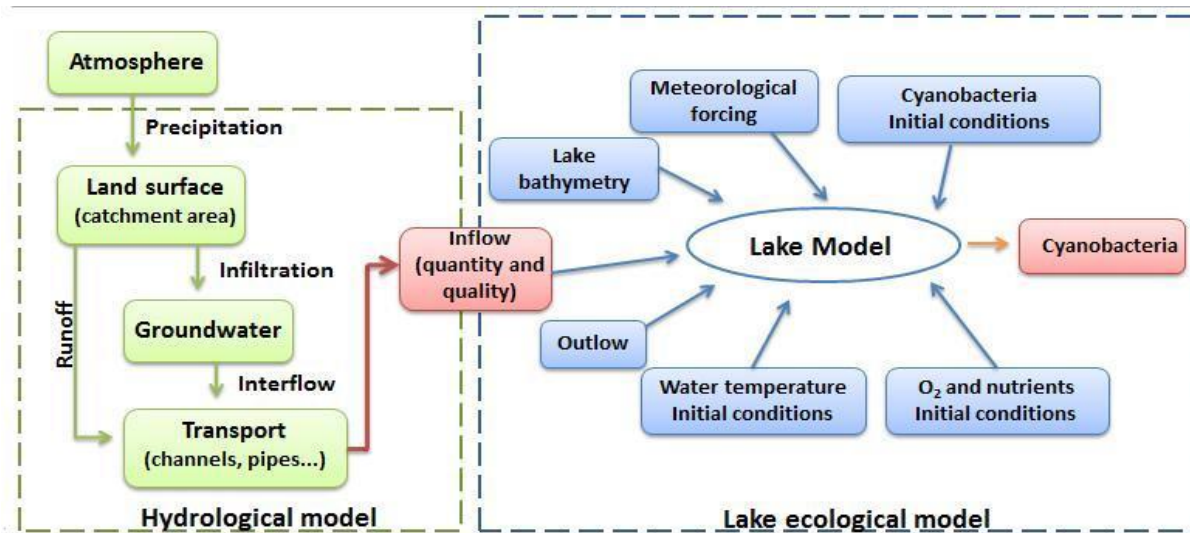 Atmosphere
Precipitation
Land surface
(catchment area)
Infiltration
Runoff
Groundwater
Interflow
Transport
(channels, pipes...)
Hydrological model
Inflow
(quantity and
quality)
Meteorological
forcing
Cyanobacteria
Initial conditions
Lake
bathymetry
Lake Model
Cyanobacteria
Outlow
Water temperature
Initial conditions
O₂ and nutrients
Initial conditions
Lake ecological model